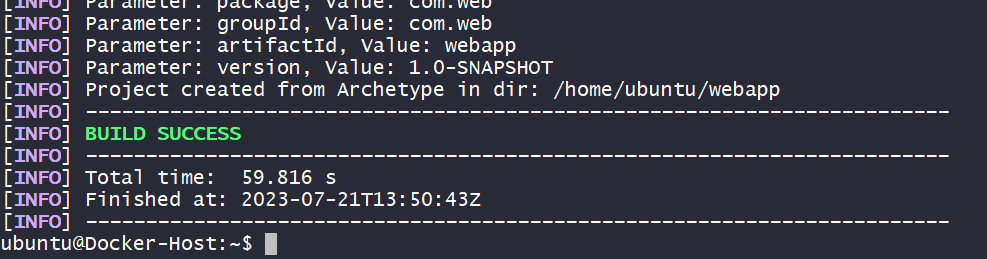 [INFO] Parameter: package, Value: com.web
[INFO] Parameter: groupId, Value: com.web
[INFO] Parameter: artifactId, Value: webapp
[INFO] Parameter: version, Value: 1.0-SNAPSHOT
[INFO] Project created from Archetype in dir: /home/ubuntu/webapp
[INFO] ------------------------------------------------------------------------
[INFO] BUILD SUCCESS
[INFO] ------------------------------------------------------------------------
[INFO] Total time:  59.816 s
[INFO] Finished at: 2023-07-21T13:50:43Z
[INFO] ------------------------------------------------------------------------
ubuntu@Docker-Host:~$